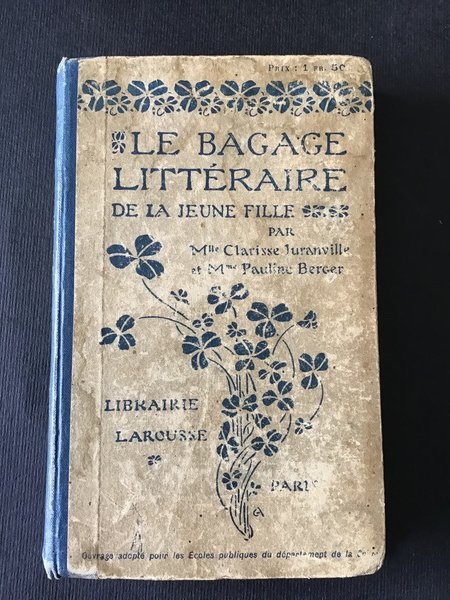 PRIX : 1 FR. 50
LE BAGAGE
LITTÉRAIRE
DE LA JEUNE FILLE
PAR
Mlle Clarisse Juranville
et Mme Pauline Berger
LIBRAIRIE
LAROUSSE
PARIS
Ouvrage adopté pour les Écoles publiques du département de la